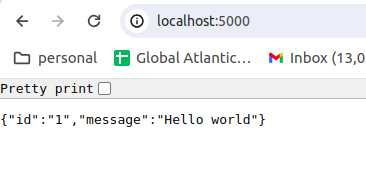 localhost:5000
personal
Global Atlantic...
Inbox (13,0
Pretty print
{"id":"1","message":"Hello world"}